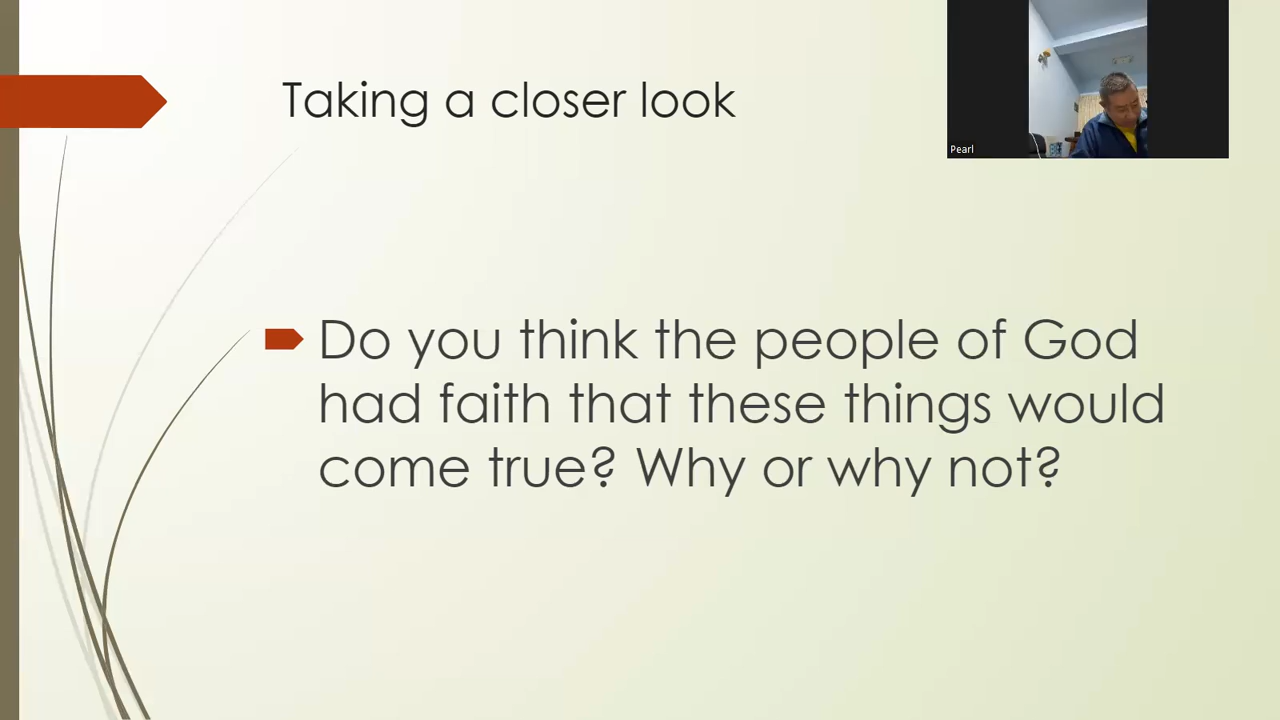 Taking a closer look
Pearl
Do you think the people of God
had faith that these things would
come true? Why or why not?